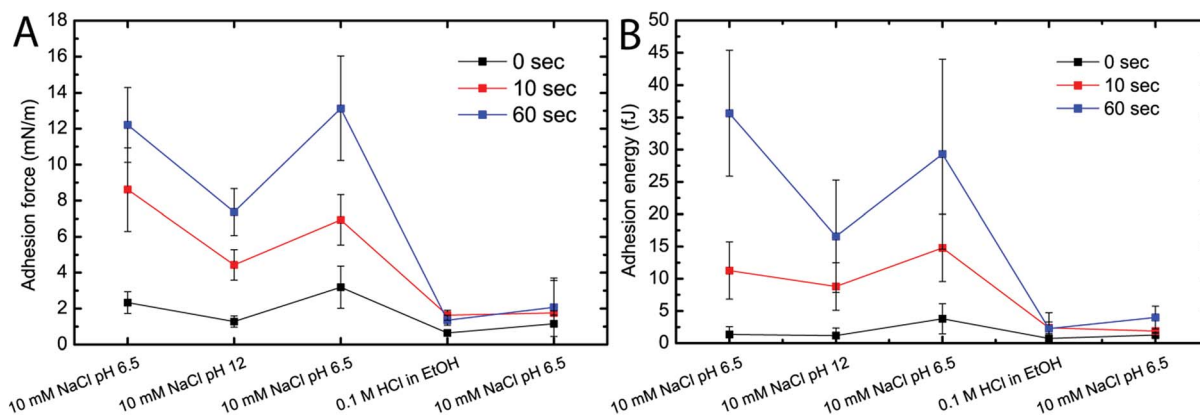 A
18
16
14
12
10
8
6
4
2
0
Adhesion force (mN/m)
0 sec
10 sec
60 sec
10 mM NaCl pH 6.5
10 mM NaCl pH 12
10 mM NaCl pH 6.5
0.1 M HCl in EtOH
10 mM NaCl pH 6.5
B
50
45
40
35
30
25
20
15
10
5
0
Adhesion energy (fJ)
0 sec
10 sec
60 sec
10 mM NaCl pH 6.5
10 mM NaCl pH 12
10 mM NaCl pH 6.5
0.1 M HCl in EtOH
10 mM NaCl pH 6.5